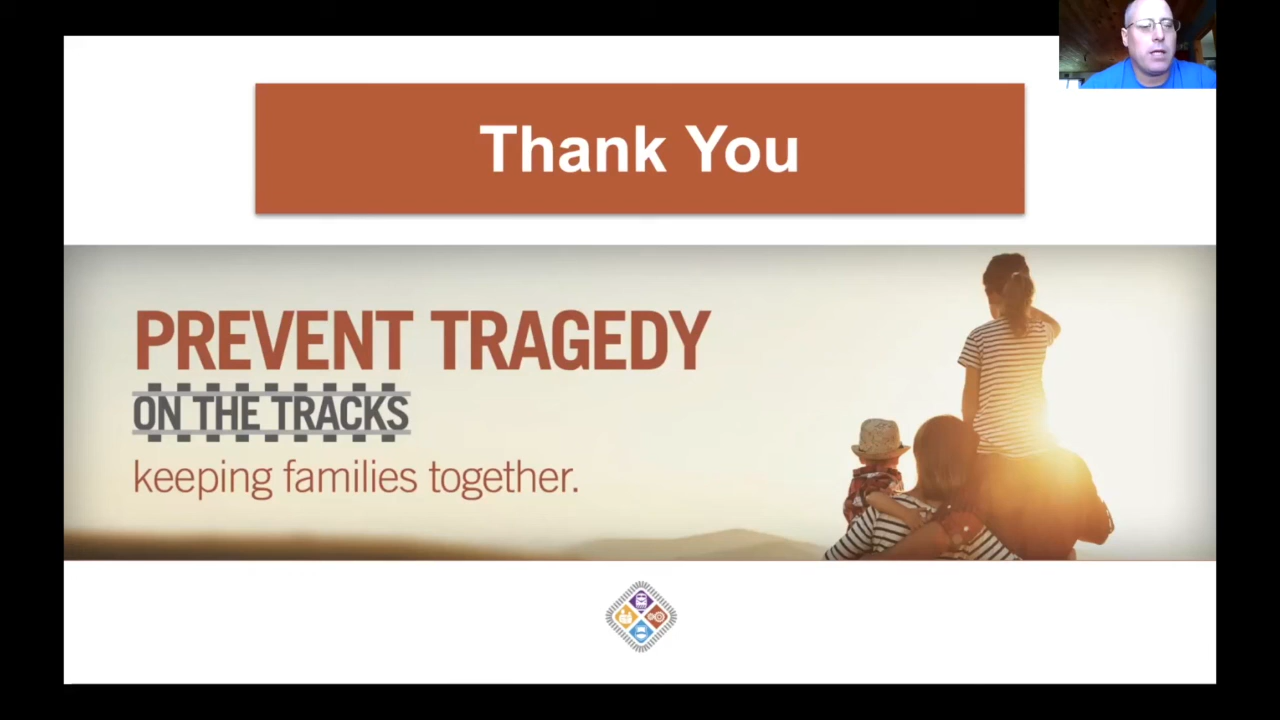 Thank You
PREVENT TRAGEDY
ON THE TRACKS
keeping families together.